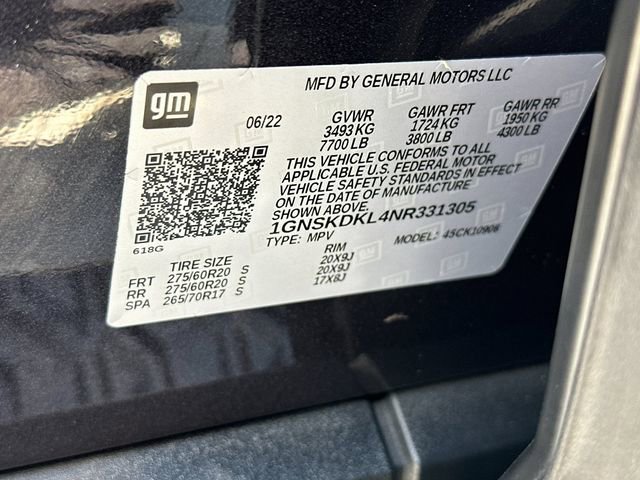 MFD BY GENERAL MOTORS LLC
gm
06/22
GVWR GAWR FRT GAWR RR
3493 KG 1724 KG 1950 KG
7700 LB 3800 LB 4300 LB
THIS VEHICLE CONFORMS TO ALL
APPLICABLE U.S. FEDERAL MOTOR
VEHICLE SAFETY STANDARDS IN EFFECT
ON THE DATE OF MANUFACTURE
SHOWN ABOVE.
1GNSKDKL4NR331305
618G
TYPE: MPV MODEL: 45CK10906
TIRE SIZE RIM
FRT 275/60R20 S 20X9J
RR 275/60R20 S 20X9J
SPA 265/70R17 S 17X8J